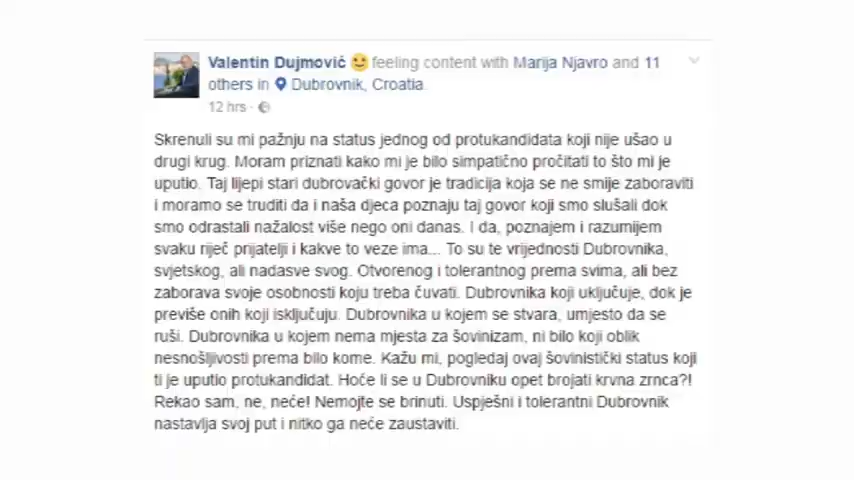 Valentin Dujmović 😀 feeling content with Marija Njavro and 11
others in Dubrovnik, Croatia
12 hrs ·
Skrenuli su mi pažnju na status jednog od protukandidata koji nije ušao u
drugi krug. Moram priznati kako mi je bilo simpatično pročitati to što mi je
uputio. Taj lijepi stari dubrovački govor je tradicija koja se ne smije zaboraviti
i moramo se truditi da i naša djeca poznaju taj govor koji smo slušali dok
smo odrastali nažalost više nego oni danas. I da, poznajem i razumijem
svaku riječ prijatelji i kakve to veze ima... To su te vrijednosti Dubrovnika,
svjetskog, ali nadasve svog. Otvorenog i tolerantnog prema svima, ali bez
zaborava svoje osobnosti koju treba čuvati. Dubrovnika koji uključuje, dok je
previše onih koji isključuju. Dubrovnika u kojem se stvara, umjesto da se
ruši. Dubrovnika u kojem nema mjesta za šovinizam, ni bilo koji oblik
nesnošljivosti prema bilo kome. Kažu mi, pogledaj ovaj šovinistički status koji
ti je uputio protukandidat. Hoće li se u Dubrovniku opet brojati krvna zrnca?!
Rekao sam, ne, neće! Nemojte se brinuti. Uspješni i tolerantni Dubrovnik
nastavlja svoj put i nitko ga neće zaustaviti.